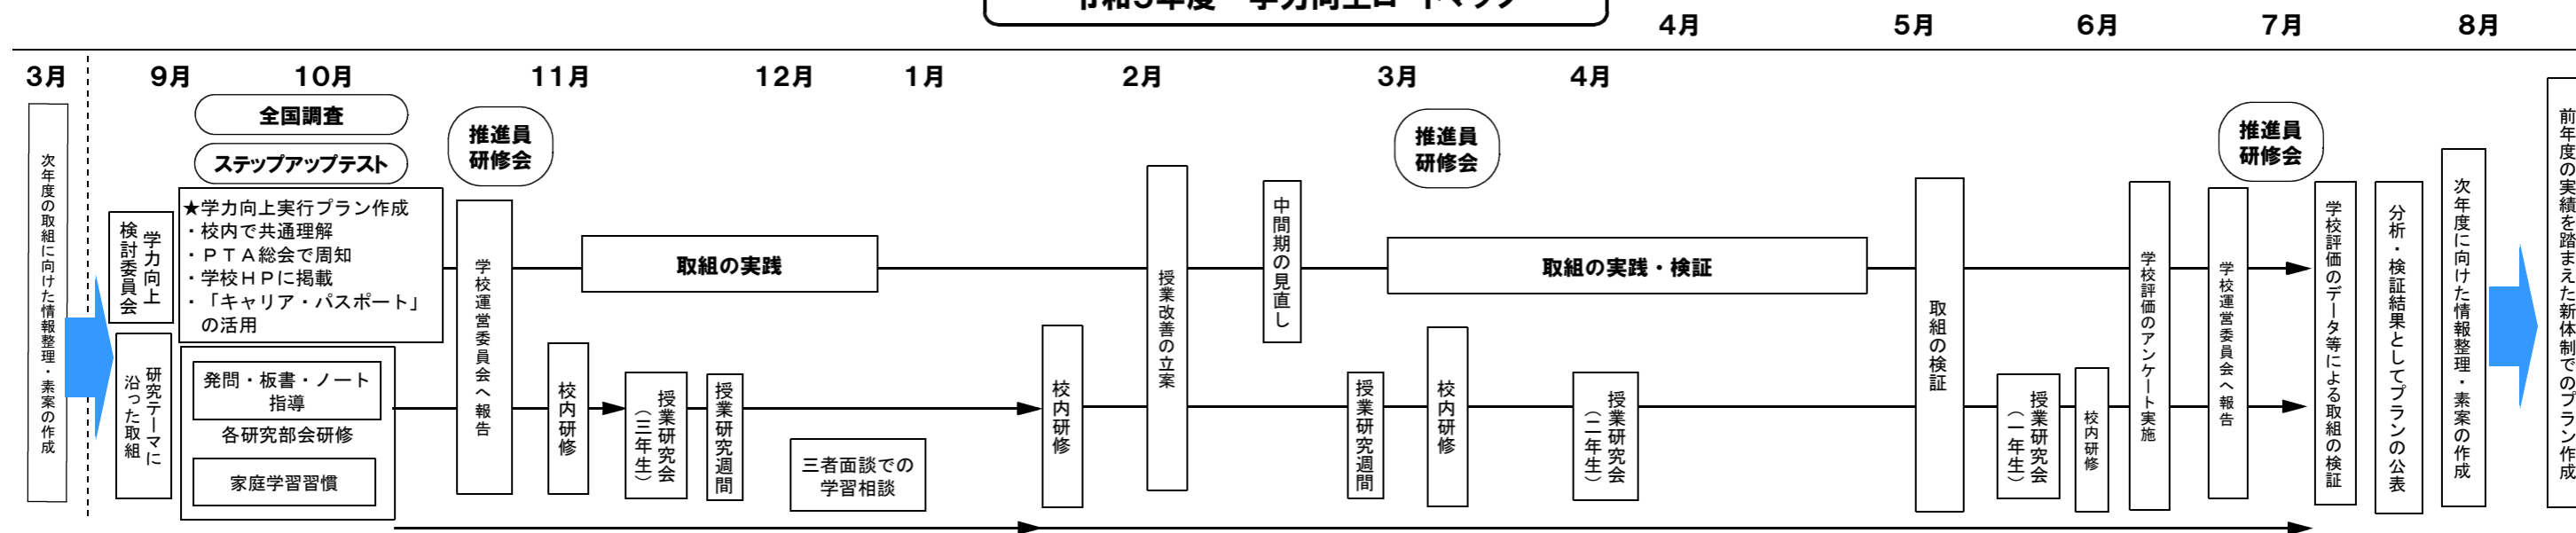 4月 5月 6月 7月 8月
3月 9月 10月 11月 12月 1月 2月 3月 4月
次年度の取組に向けた情報整理・素案の作成
学力向上
検討委員会
研究テーマに
沿った取組
全国調査
ステップアップテスト
★学力向上実行プラン作成
・校内で共通理解
・PTA総会で周知
・学校HPに掲載
・「キャリア・パスポート」
の活用
発問・板書・ノート
指導
各研究部会研修
家庭学習習慣
推進員
研修会
学校運営委員会へ報告
校内研修
取組の実践
授業研究会
(三年生)
授業研究週間
三者面談での
学習相談
校内研修
授業改善の立案
中間期の見直し
授業研究週間
推進員
研修会
校内研修
取組の実践・検証
授業研究会
(二年生)
取組の検証
授業研究会
(一年生)
校内研修
学校評価のアンケート実施
学校運営委員会へ報告
推進員
研修会
学校評価のデータ等による取組の検証
分析・検証結果としてプランの公表
次年度に向けた情報整理・素案の作成
前年度の実績を踏まえた新体制でのプラン作成